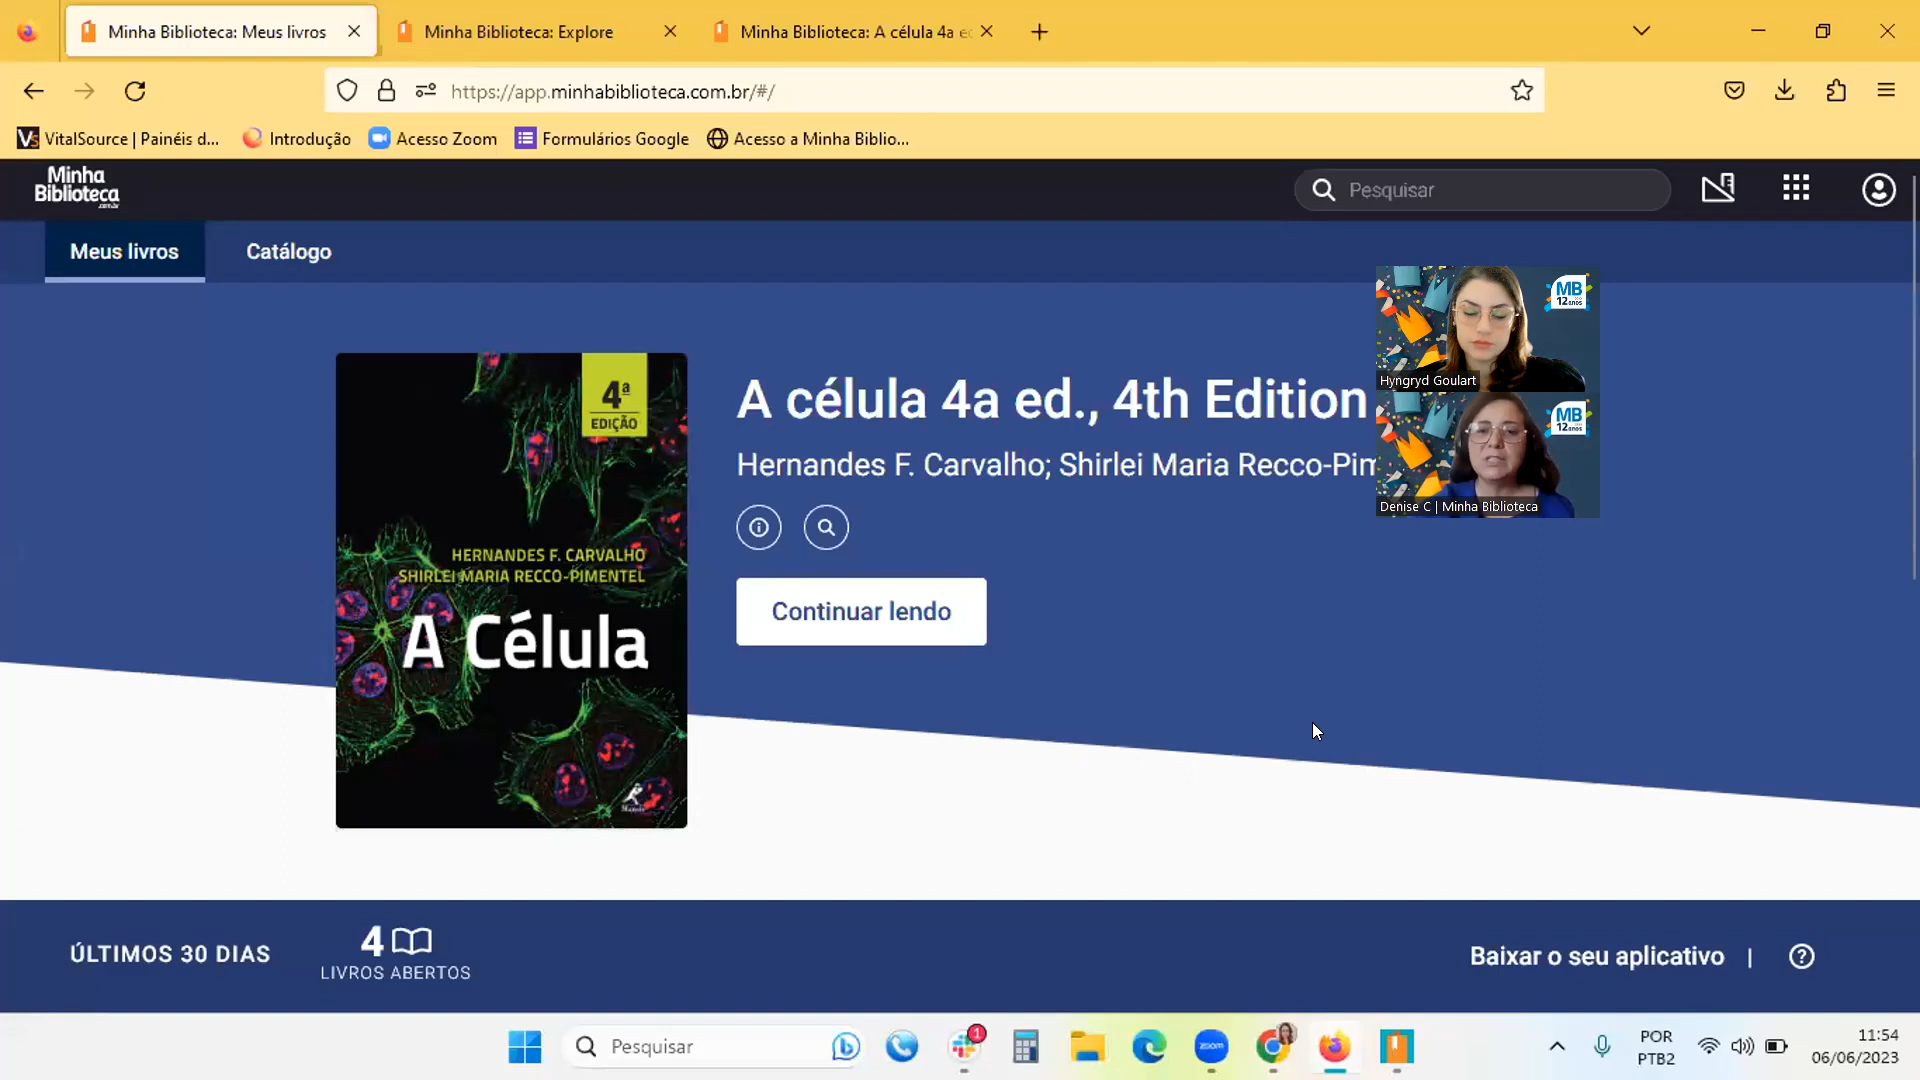 Minha Biblioteca: Meus livros
Minha Biblioteca: Explore
Minha Biblioteca: A célula 4a e
https://app.minhabiblioteca.com.br/#/
VitalSource | Painéis d...
Introdução
Acesso Zoom
Formulários Google
Acesso a Minha Biblio...
Minha
Biblioteca
Pesquisar
Meus livros
Catálogo
MB
12 anos
Hyngryd Goulart
MB
12 anos
Denise C | Minha Biblioteca
4ª
EDIÇÃO
HERNANDES F. CARVALHO
SHIRLEI MARIA RECCO-PIMENTEL
A Célula
Manole
A célula 4a ed., 4th Edition
Hernandes F. Carvalho; Shirlei Maria Recco-Pim
Continuar lendo
ÚLTIMOS 30 DIAS
4
LIVROS ABERTOS
Baixar o seu aplicativo |
Pesquisar
1
zoom
POR
PTB2
11:54
06/06/2023